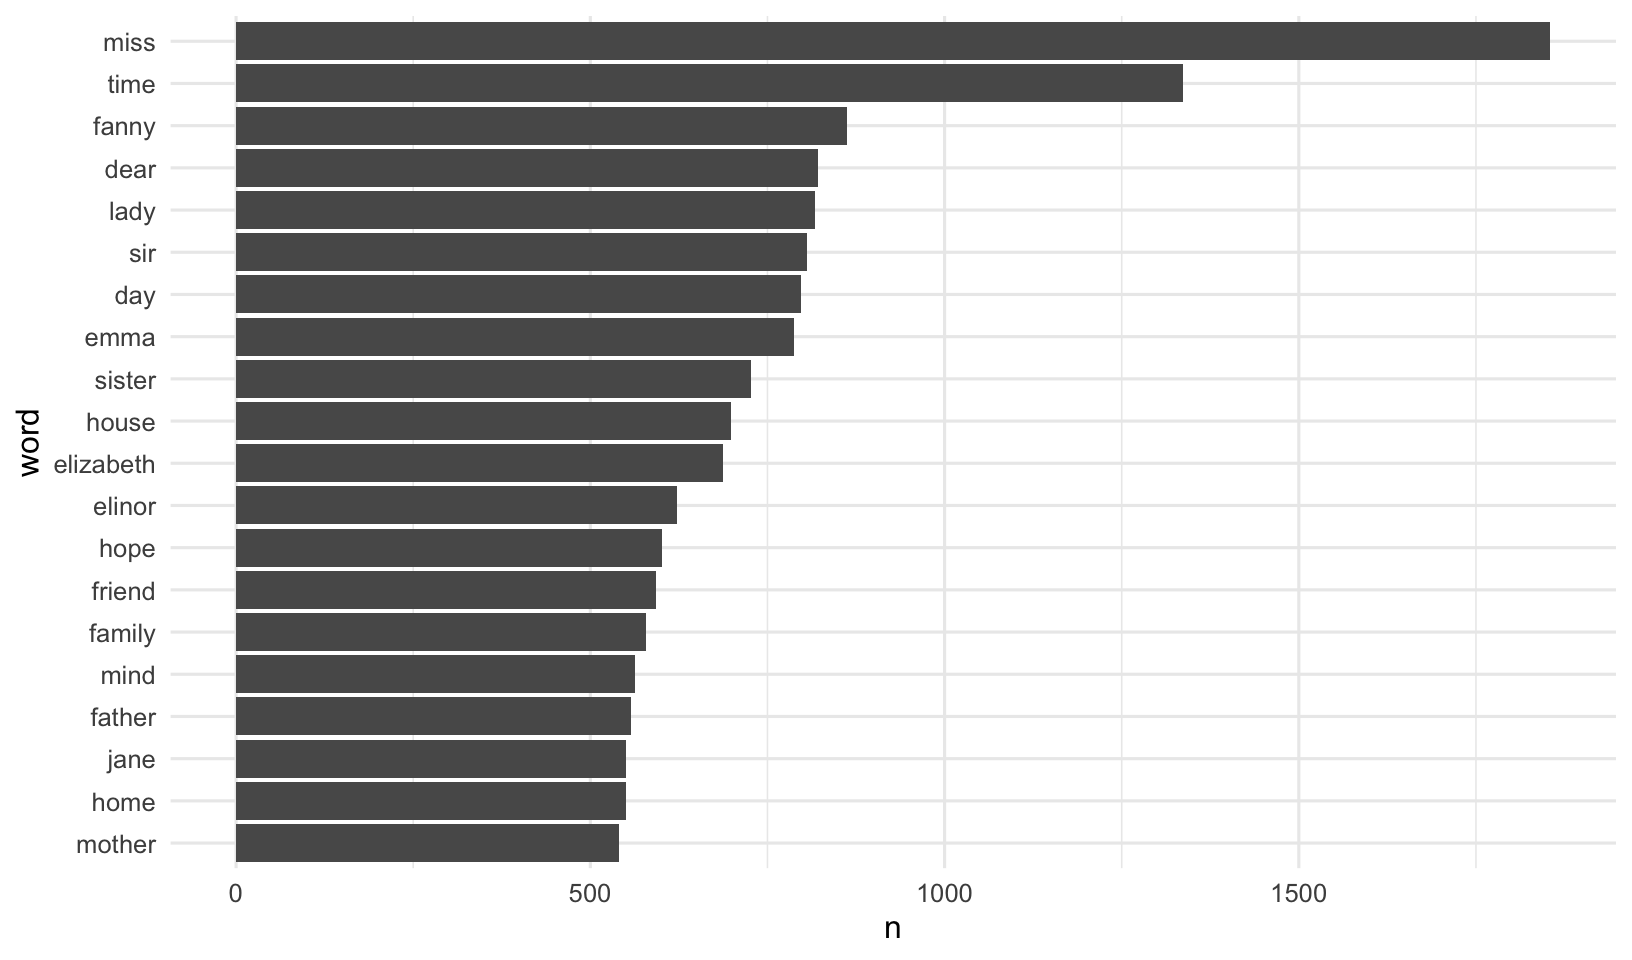 miss
time
fanny
dear
lady
sir
day
emma
sister
house
elizabeth
elinor
hope
friend
family
mind
father
jane
home
mother
word
0 500 1000 1500
n